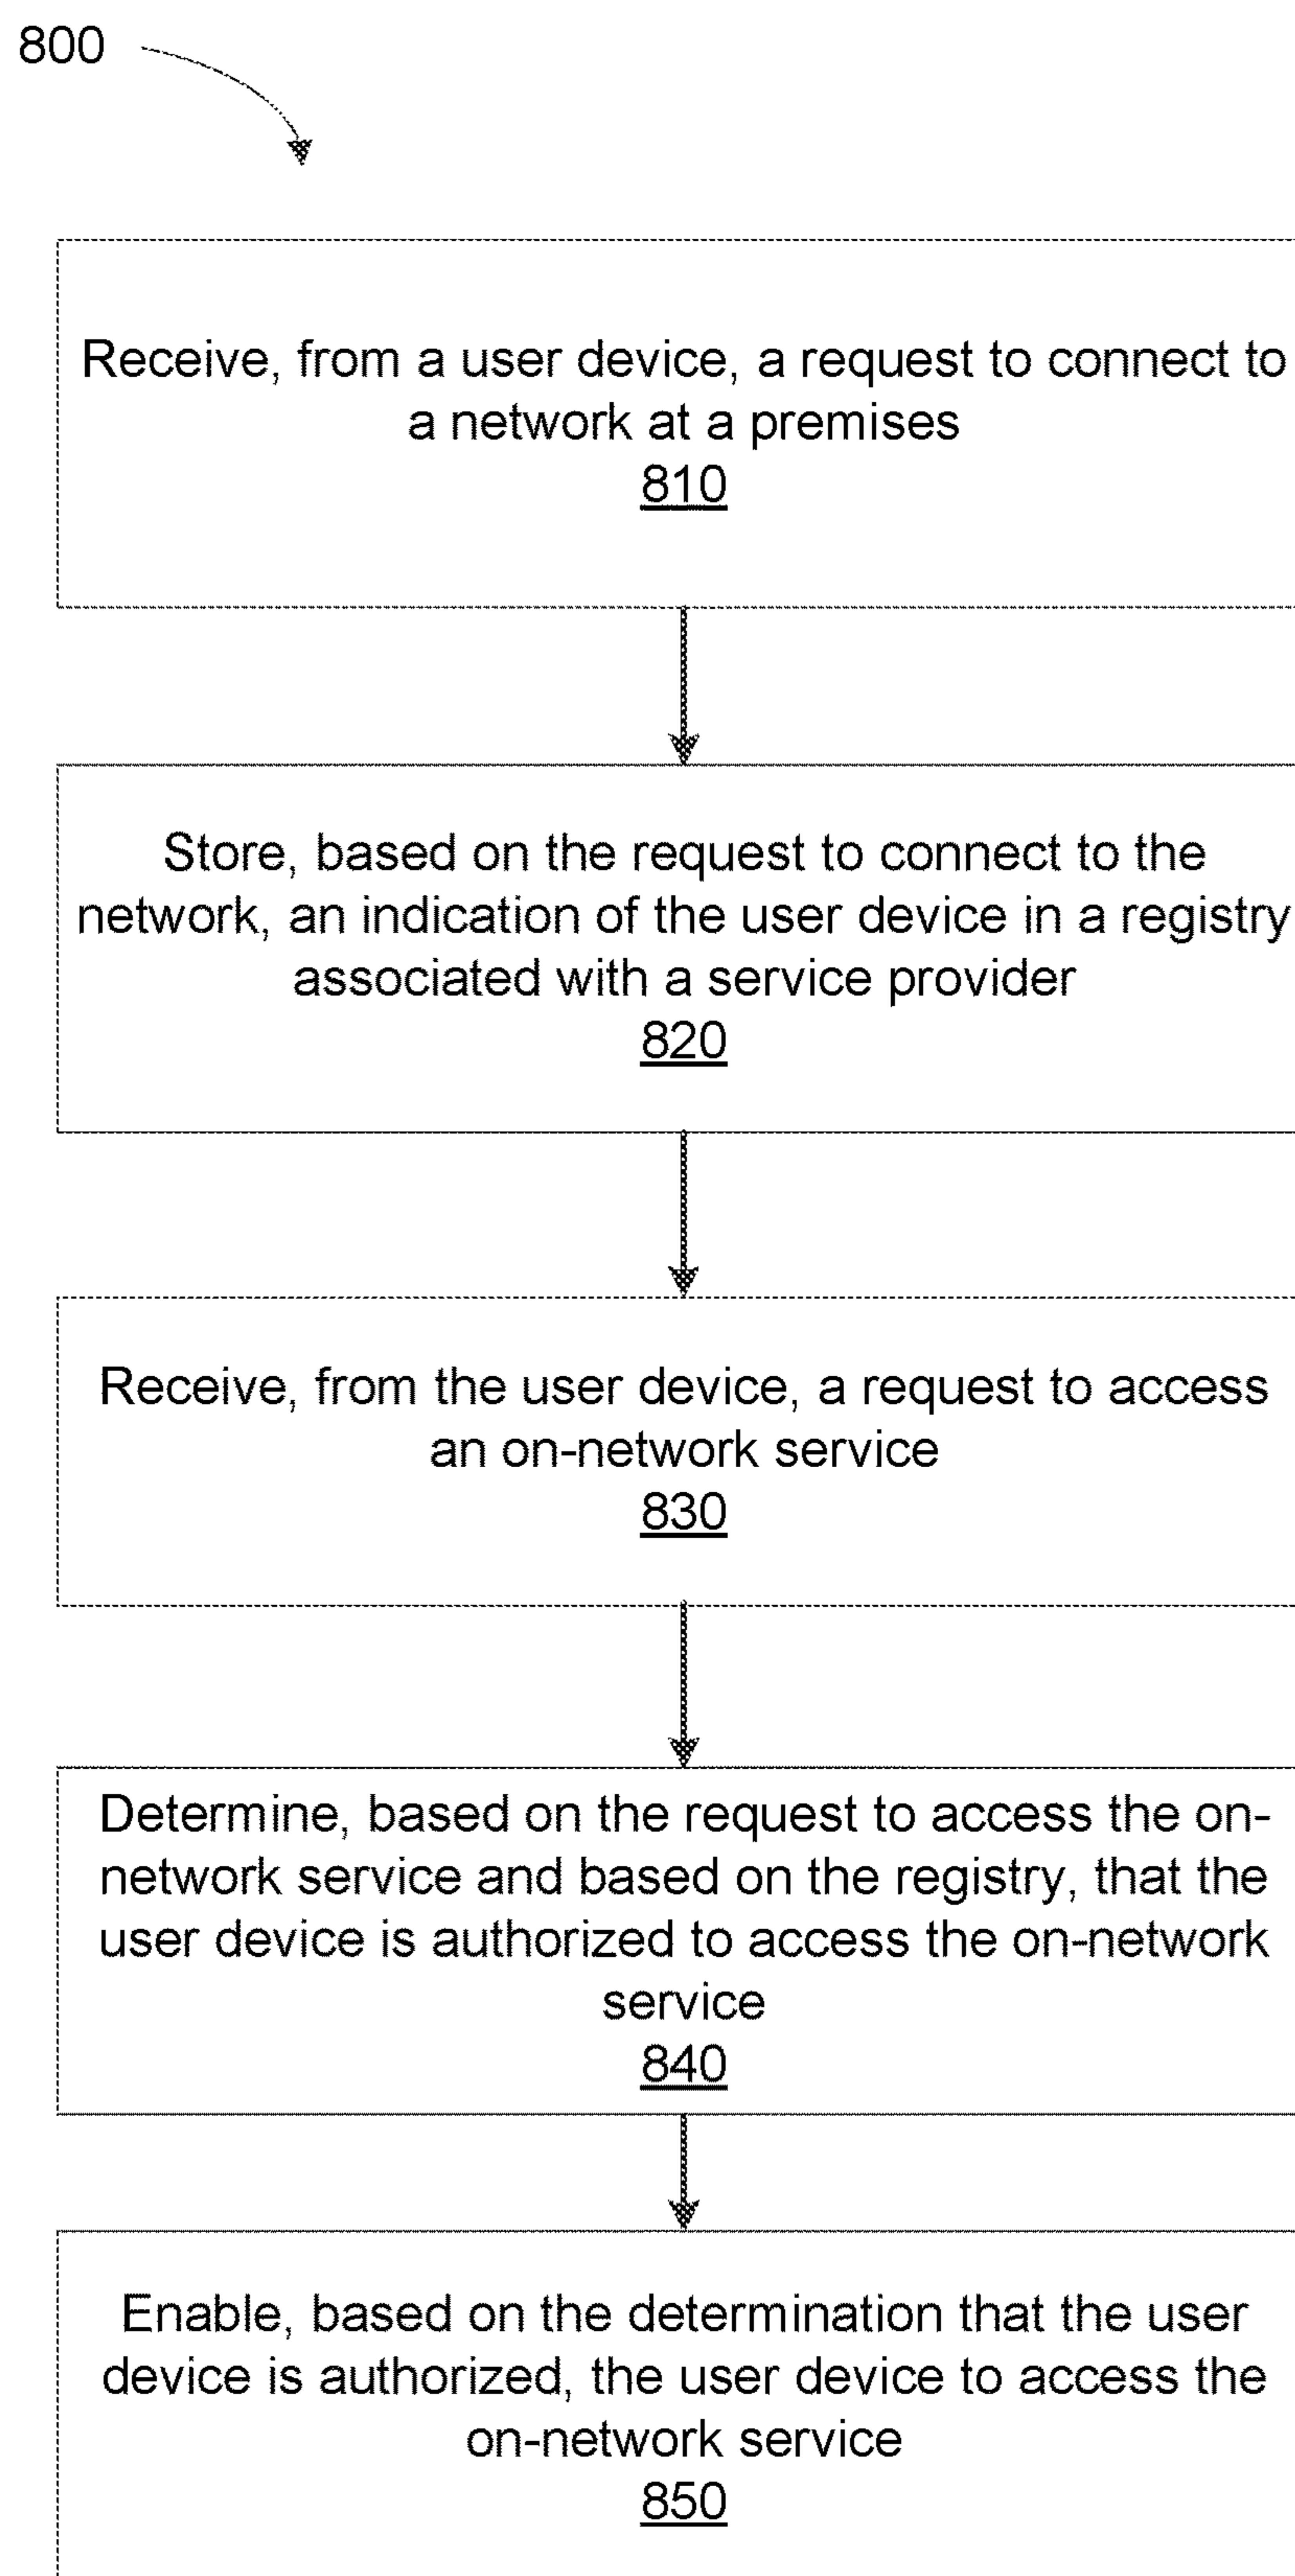 800
Receive, from a user device, a request to connect to
a network at a premises
810
Store, based on the request to connect to the
network, an indication of the user device in a registry
associated with a service provider
820
Receive, from the user device, a request to access
an on-network service
830
Determine, based on the request to access the on-
network service and based on the registry, that the
user device is authorized to access the on-network
service
840
Enable, based on the determination that the user
device is authorized, the user device to access the
on-network service
850